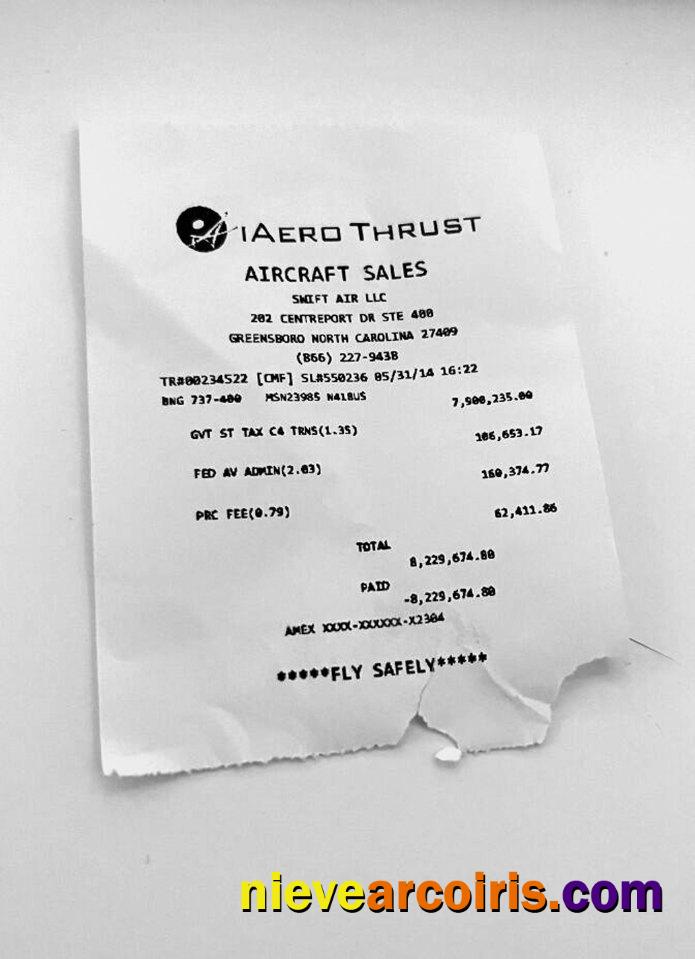 IAERO THRUST
AIRCRAFT SALES
SWIFT AIR LLC
202 CENTREPORT DR STE 400
GREENSBORO NORTH CAROLINA 27409
(866) 227-9438
TR#00234522 [CMF] SL#550236 05/31/14 16:22
BNG 737-400 MSN23985 N418US 7,900,235.00
GVT ST TAX C4 TRNS(1.35) 106,653.17
FED AV ADMIN(2.03) 160,374.77
PRC FEE(0.79) 62,411.86
TOTAL
8,229,674.80
PAID
-8,229,674.80
AMEX XXXX-XXXXXX-X2304
*****FLY SAFELY*****
nievearcoiris.com